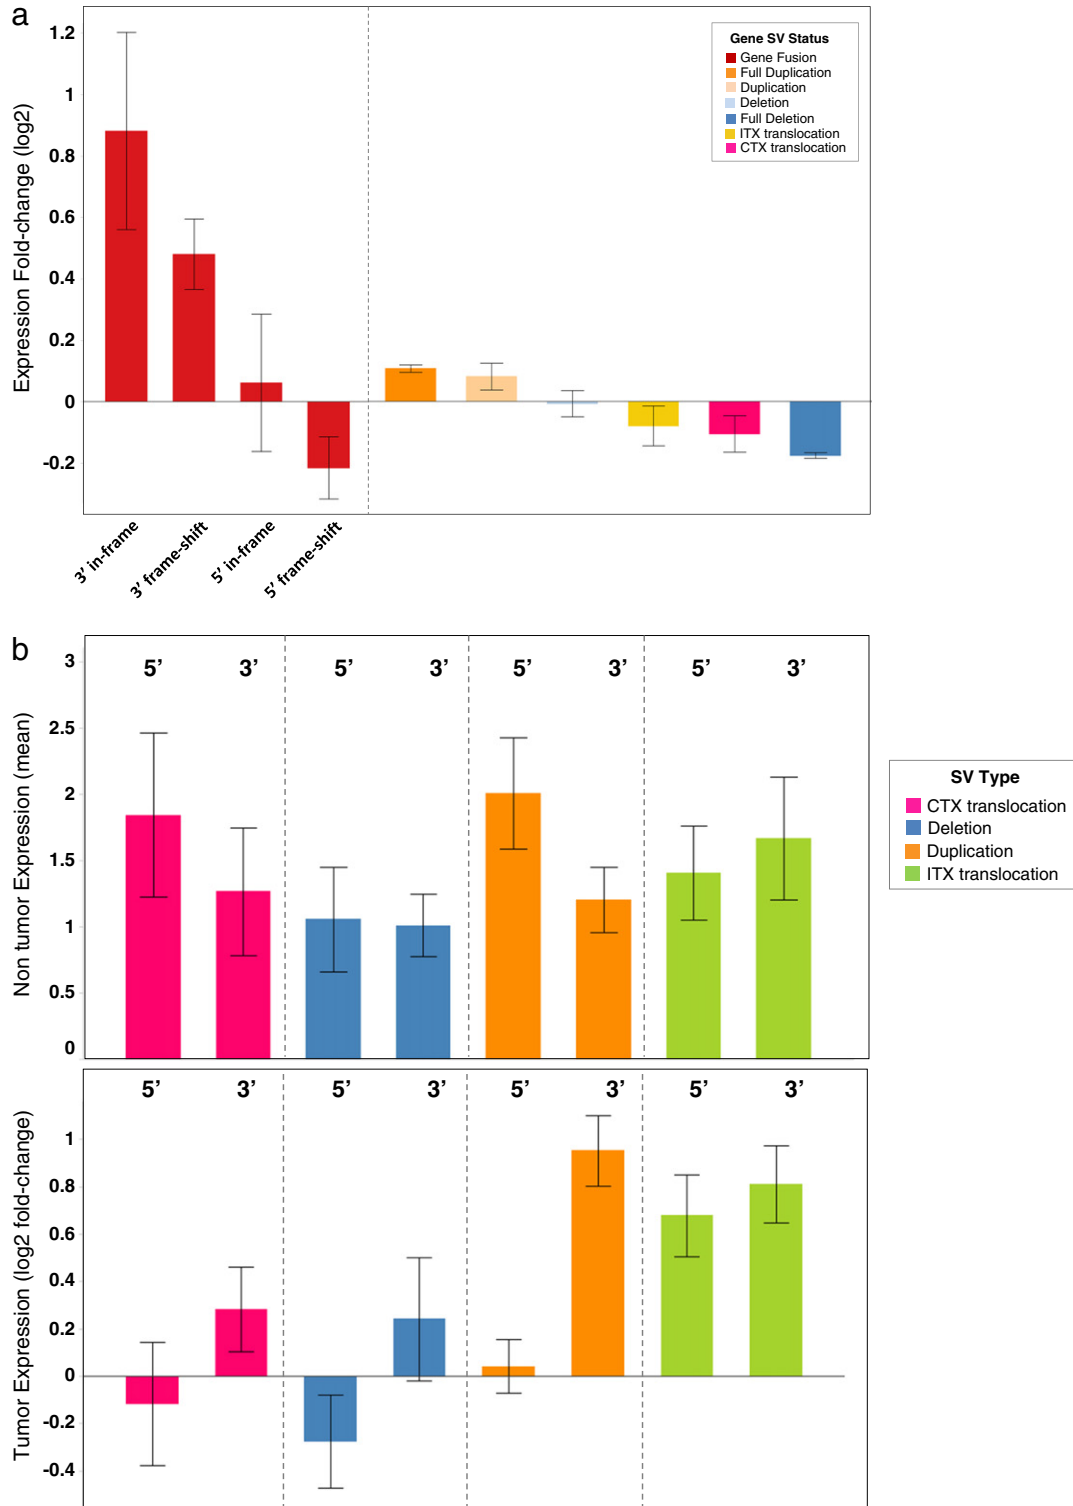 a
Expression Fold-change (log2)
1.2
1
0.8
0.6
0.4
0.2
0
-0.2
Gene SV Status
Gene Fusion
Full Duplication
Duplication
Deletion
Full Deletion
ITX translocation
CTX translocation
3' in-frame
3' frame-shift
5' in-frame
5' frame-shift
b
Non tumor Expression (mean)
3
2.5
2
1.5
1
0.5
0
5' 3' 5' 3' 5' 3' 5' 3'
SV Type
CTX translocation
Deletion
Duplication
ITX translocation
Tumor Expression (log2 fold-change)
5' 3' 5' 3' 5' 3' 5' 3'
1
0.8
0.6
0.4
0.2
0
-0.2
-0.4